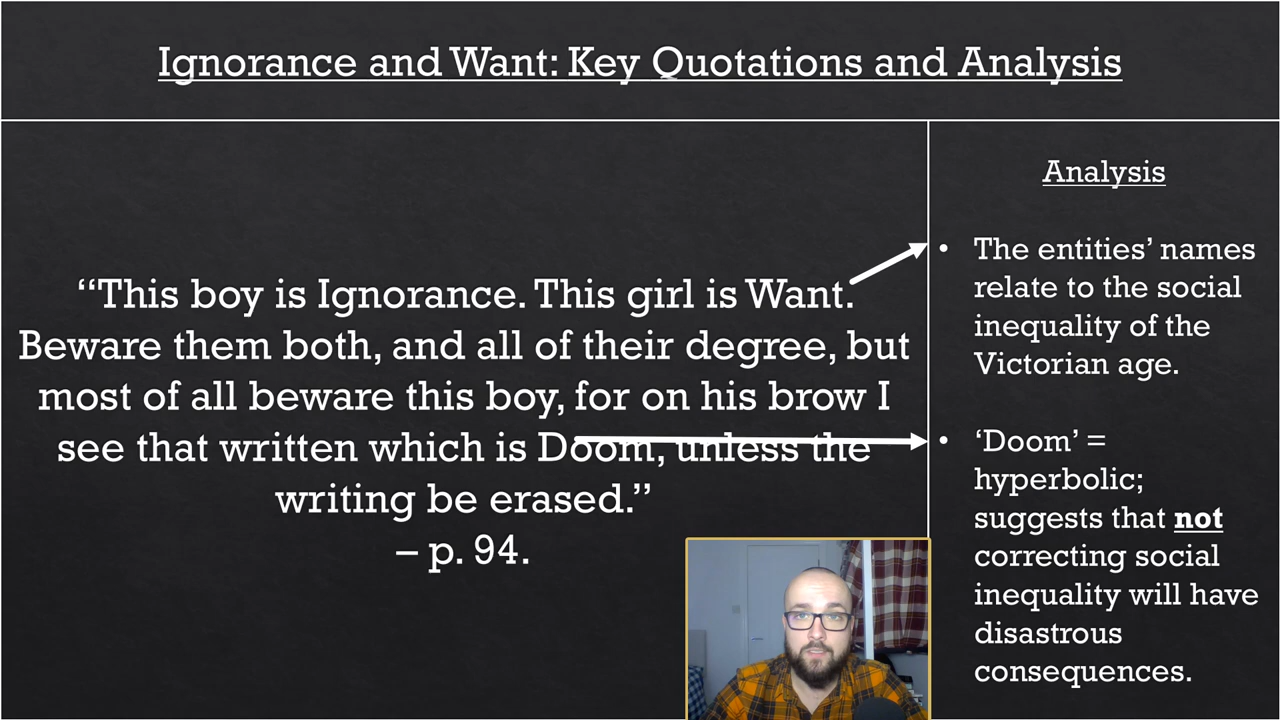 Ignorance and Want: Key Quotations and Analysis
“This boy is Ignorance. This girl is Want.
Beware them both, and all of their degree, but
most of all beware this boy, for on his brow I
see that written which is Doom, unless the
writing be erased.”
– p. 94.
Analysis
• The entities’ names
relate to the social
inequality of the
Victorian age.
• ‘Doom’ =
hyperbolic;
suggests that not
correcting social
inequality will have
disastrous
consequences.